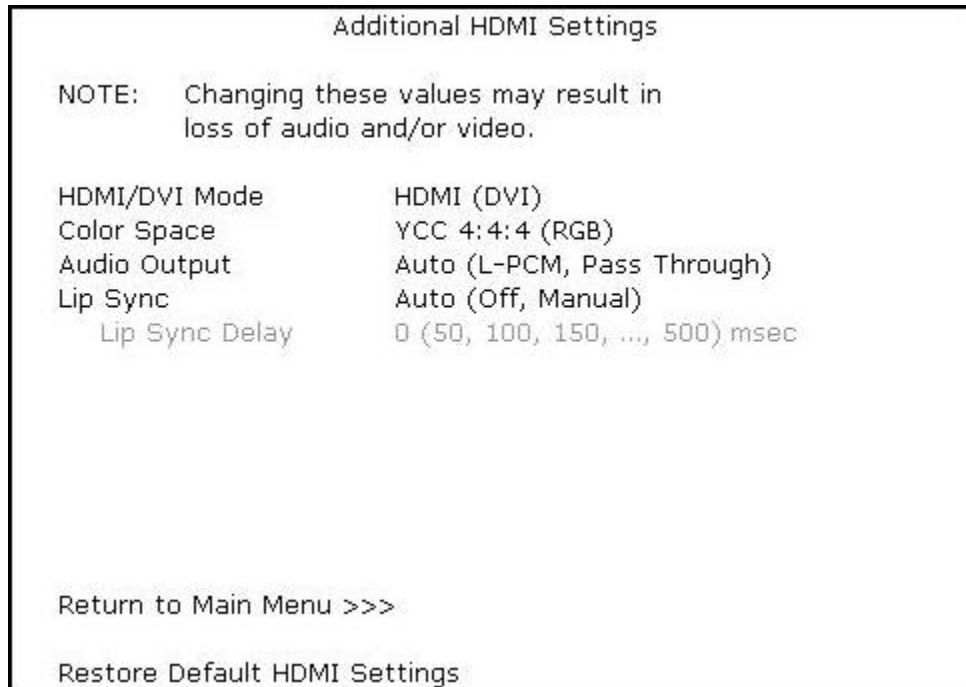 Additional HDMI Settings
NOTE: Changing these values may result in
loss of audio and/or video.
HDMI/DVI Mode HDMI (DVI)
Color Space YCC 4:4:4 (RGB)
Audio Output Auto (L-PCM, Pass Through)
Lip Sync Auto (Off, Manual)
Lip Sync Delay 0 (50, 100, 150, ..., 500) msec
Return to Main Menu >>>
Restore Default HDMI Settings